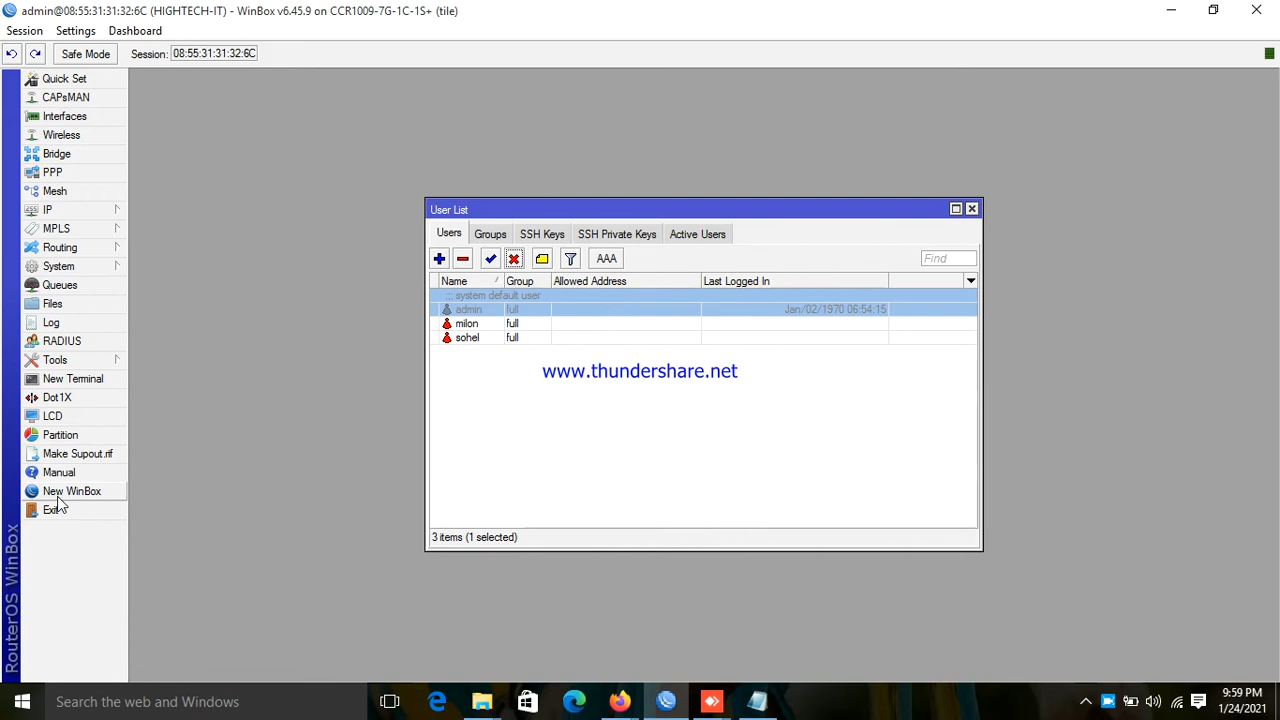 admin@08:55:31:31:32:6C (HIGHTECH-IT) - WinBox v6.45.9 on CCR1009-7G-1C-1S+ (tile)
Session Settings Dashboard
Safe Mode Session: 08:55:31:31:32:6C
Quick Set
CAPsMAN
Interfaces
Wireless
Bridge
PPP
Mesh
IP
MPLS
Routing
System
Queues
Files
Log
RADIUS
Tools
New Terminal
Dot1X
LCD
Partition
Make Supout.rif
Manual
New WinBox
Exit
RouterOS WinBox
User List
Users Groups SSH Keys SSH Private Keys Active Users
AAA Find
Name Group Allowed Address Last Logged In
;;; system default user
admin full Jan/02/1970 06:54:15
milon full
sohel full
www.thundershare.net
3 items (1 selected)
Search the web and Windows
9:59 PM
1/24/2021